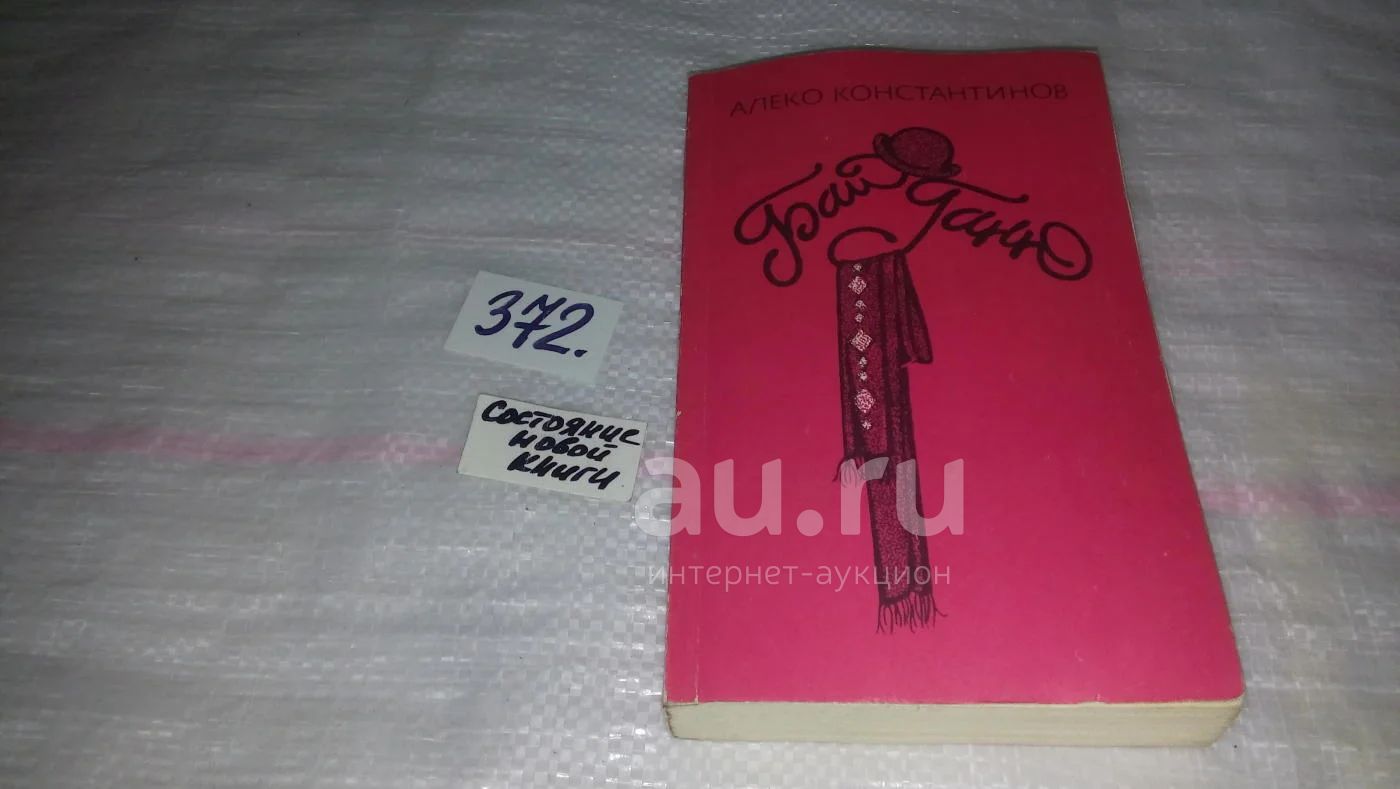 АЛЕКО КОНСТАНТИНОВ
Бай Ганю
372.
Состояние
новой
книги
au.ru
интернет-аукцион